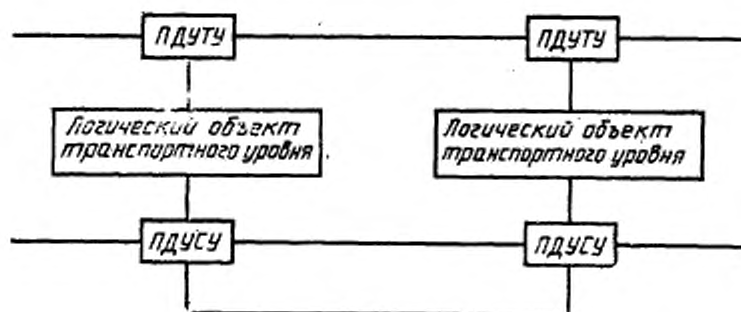 ПДУТУ ПДУТУ
Логический объект
транспортного уровня
Логический объект
транспортного уровня
ПДУСУ ПДУСУ